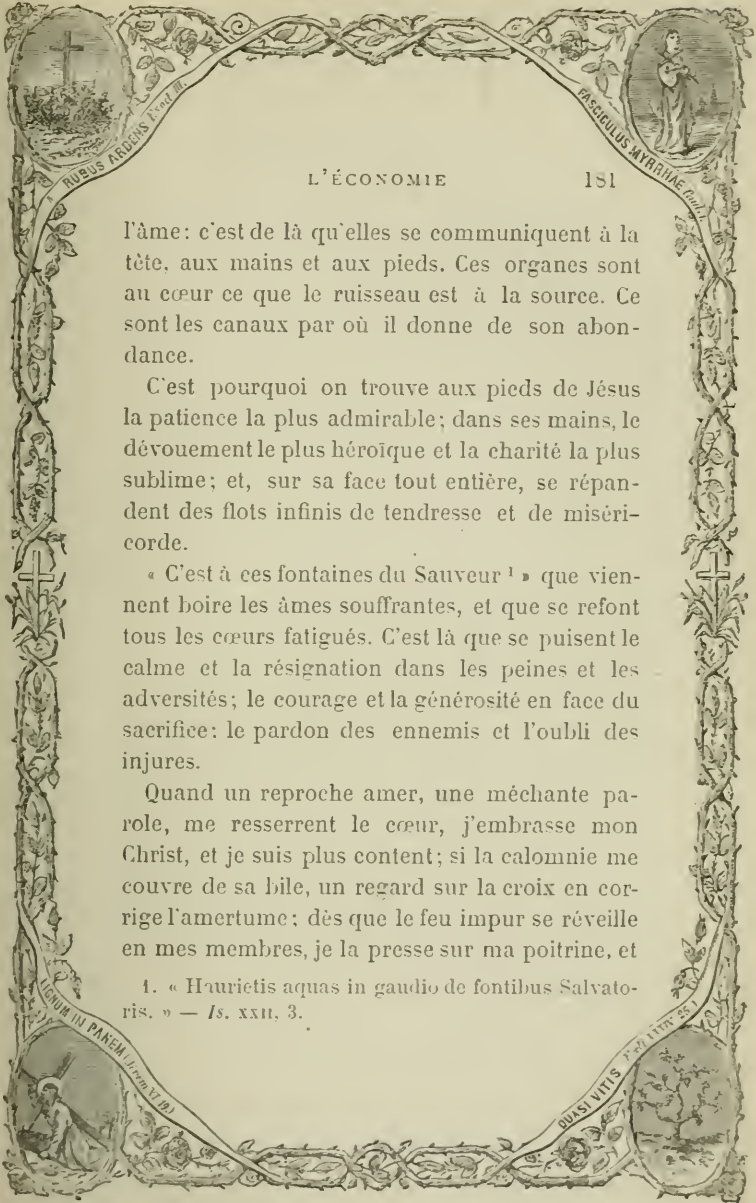 RUBUS ARDENS Exod III.
FASCICULUS MYRRHAE
L'ÉCONOMIE 181
l'âme: c'est de là qu'elles se communiquent à la
tête, aux mains et aux pieds. Ces organes sont
au cœur ce que le ruisseau est à la source. Ce
sont les canaux par où il donne de son abon-
dance.
C'est pourquoi on trouve aux pieds de Jésus
la patience la plus admirable; dans ses mains, le
dévouement le plus héroïque et la charité la plus
sublime; et, sur sa face tout entière, se répan-
dent des flots infinis de tendresse et de miséri-
corde.
« C'est à ces fontaines du Sauveur ¹ » que vien-
nent boire les âmes souffrantes, et que se refont
tous les cœurs fatigués. C'est là que se puisent le
calme et la résignation dans les peines et les
adversités; le courage et la générosité en face du
sacrifice: le pardon des ennemis et l'oubli des
injures.
Quand un reproche amer, une méchante pa-
role, me resserrent le cœur, j'embrasse mon
Christ, et je suis plus content; si la calomnie me
couvre de sa bile, un regard sur la croix en cor-
rige l'amertume; dès que le feu impur se réveille
en mes membres, je la presse sur ma poitrine, et
1. « Haurietis aquas in gaudio de fontibus Salvato-
ris. » — Is. XXII, 3.
LIGNUM IN PANEM (Jerem
QUASI VITIS